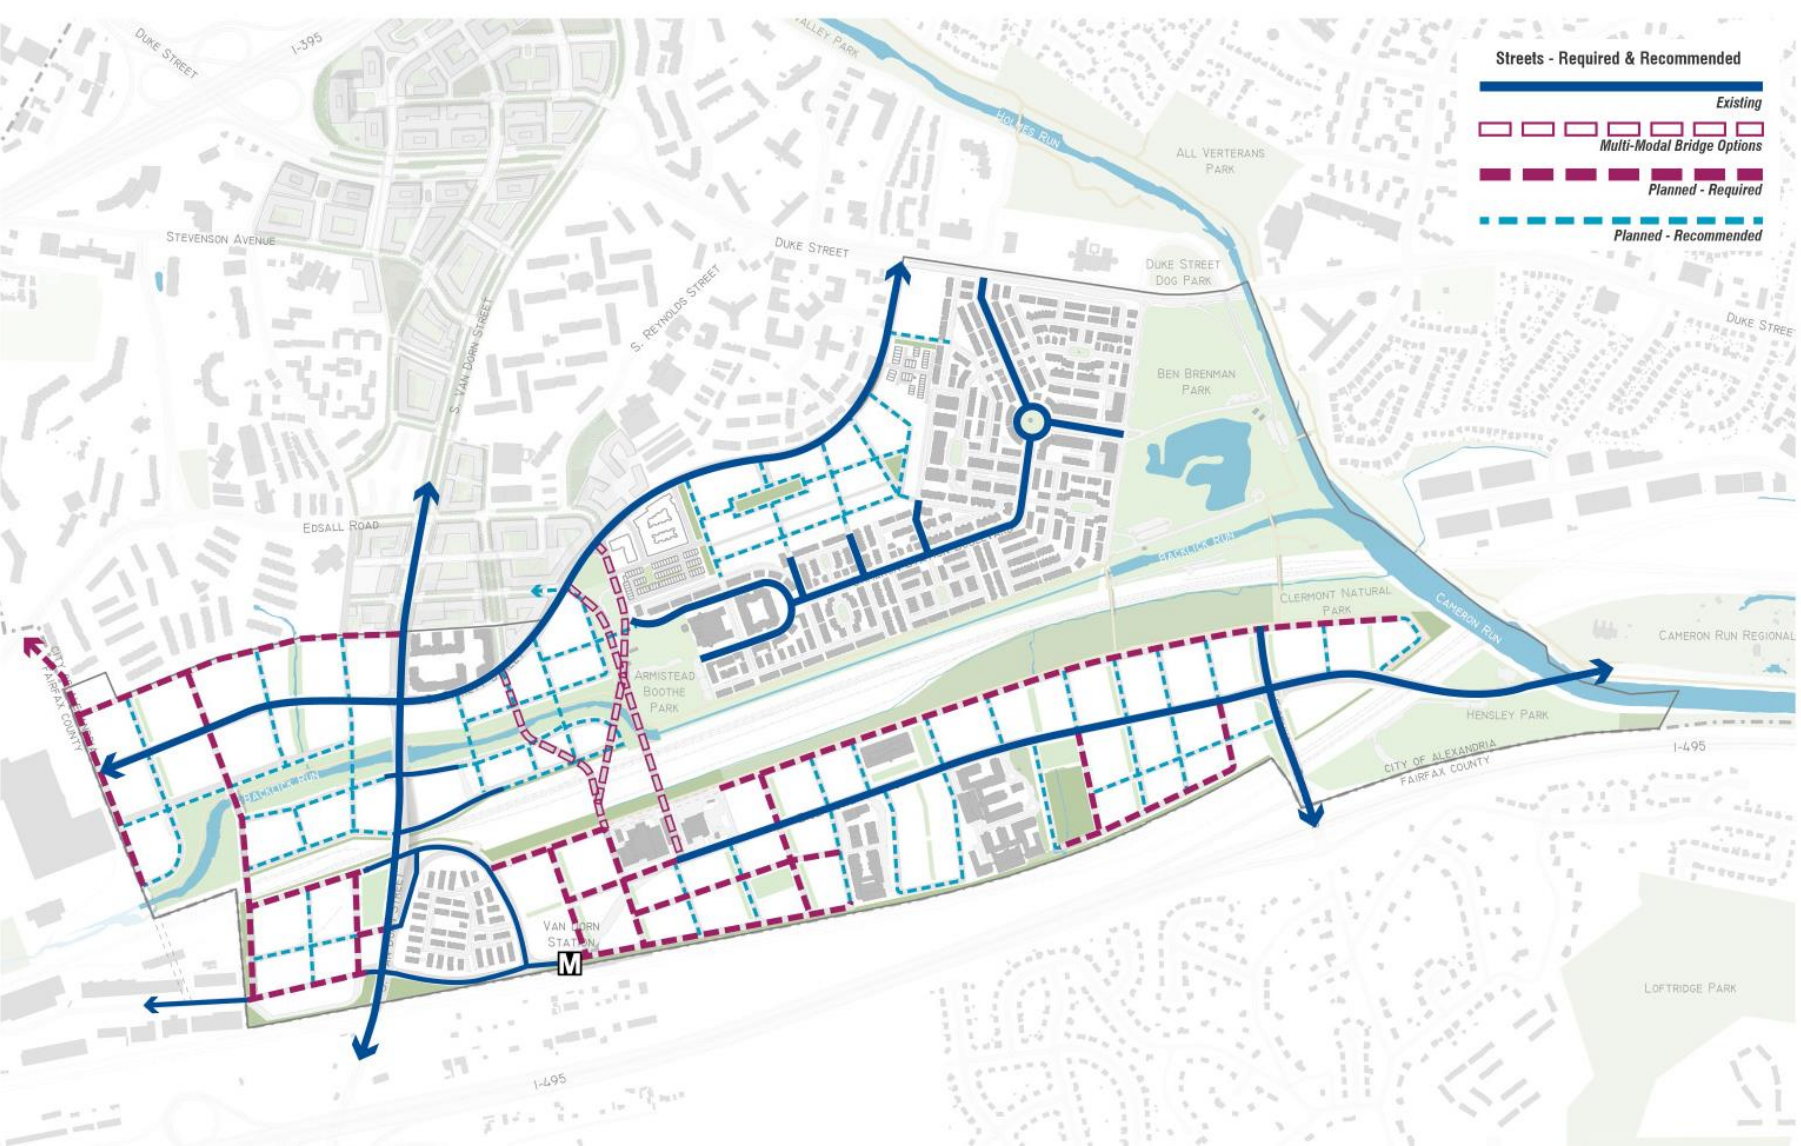 VALLEY PARK
DUKE STREET
I-395
Streets - Required & Recommended
Existing
Multi-Modal Bridge Options
Planned - Required
Planned - Recommended
HOLMES RUN
ALL VERTERANS
PARK
STEVENSON AVENUE
DUKE STREET
DUKE STREET
DOG PARK
S. REYNOLDS STREET
S. VAN DORN STREET
DUKE STREET
BEN BRENMAN
PARK
EDSALL ROAD
BACKLICK RUN
CLERMONT NATURAL
PARK
CAMERON RUN
CAMERON RUN REGIONAL
FAIRFAX COUNTY
ARMISTEAD
BOOTHE
PARK
HENSLEY PARK
CITY OF ALEXANDRIA
FAIRFAX COUNTY
I-495
BACKLICK RUN
VAN DORN
STATION
M
LOFTRIDGE PARK
I-495